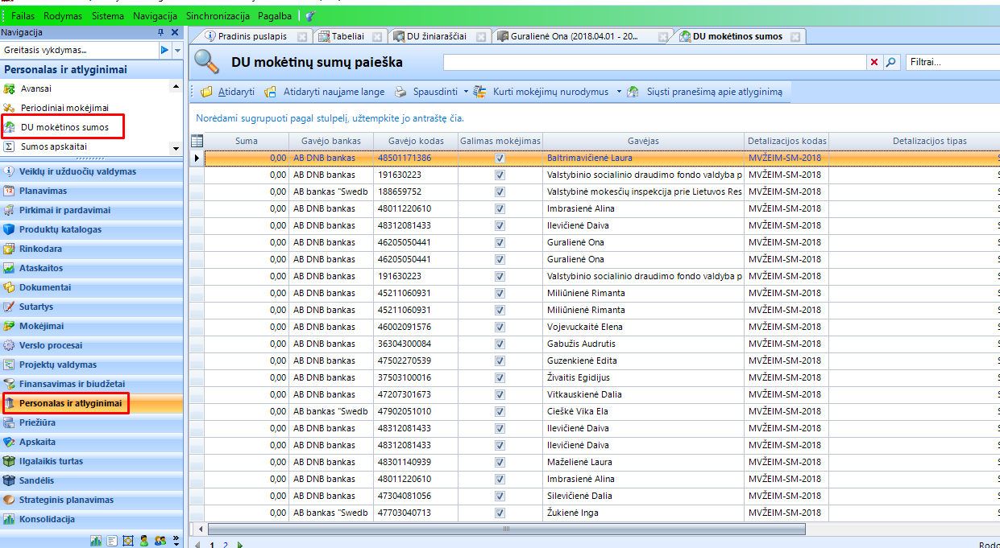 Failas Rodymas Sistema Navigacija Sinchronizacija Pagalba
Navigacija
Pradinis puslapis Tabeliai DU žiniaraščiai Guralienė Ona (2018.04.01 - 20... DU mokėtinos sumos
Greitasis vykdymas...
DU mokėtinų sumų paieška Filtrai...
Personalas ir atlyginimai
Avansai
Periodiniai mokėjimai
DU mokėtinos sumos
Sumos apskaitai
Veiklų ir užduočių valdymas
Planavimas
Pirkimai ir pardavimai
Produktų katalogas
Rinkodara
Ataskaitos
Dokumentai
Sutartys
Mokėjimai
Verslo procesai
Projektų valdymas
Finansavimas ir biudžetai
Personalas ir atlyginimai
Priežiūra
Apskaita
Ilgalaikis turtas
Sandėlis
Strateginis planavimas
Konsolidacija
Atidaryti Atidaryti naujame lange Spausdinti Kurti mokėjimų nurodymus Siųsti pranešimą apie atlyginimą
Norėdami sugrupuoti pagal stulpelį, užtempkite jo antraštę čia.
Suma Gavėjo bankas Gavėjo kodas Galimas mokėjimas Gavėjas Detalizacijos kodas Detalizacijos tipas
0,00 AB DNB bankas 48501171386 Baltrimavičienė Laura MVŽEIM-SM-2018
0,00 AB DNB bankas 191630223 Valstybinio socialinio draudimo fondo valdyba p MVŽEIM-SM-2018
0,00 AB bankas "Swedb 188659752 Valstybinė mokesčių inspekcija prie Lietuvos Res MVŽEIM-SM-2018
0,00 AB DNB bankas 48011220610 Imbrasienė Alina MVŽEIM-SM-2018
0,00 AB DNB bankas 48312081433 Ilevičienė Daiva MVŽEIM-SM-2018
0,00 AB DNB bankas 46205050441 Guralienė Ona MVŽEIM-SM-2018
0,00 AB DNB bankas 46205050441 Guralienė Ona MVŽEIM-SM-2018
0,00 AB DNB bankas 191630223 Valstybinio socialinio draudimo fondo valdyba p MVŽEIM-SM-2018
0,00 AB DNB bankas 45211060931 Miliūnienė Rimanta MVŽEIM-SM-2018
0,00 AB DNB bankas 45211060931 Miliūnienė Rimanta MVŽEIM-SM-2018
0,00 AB DNB bankas 46002091576 Vojevuckaitė Elena MVŽEIM-SM-2018
0,00 AB DNB bankas 36304300084 Gabužis Audrutis MVŽEIM-SM-2018
0,00 AB DNB bankas 47502270539 Guzenkienė Edita MVŽEIM-SM-2018
0,00 AB DNB bankas 37503100016 Živaitis Egidijus MVŽEIM-SM-2018
0,00 AB DNB bankas 47207301673 Vitkauskienė Dalia MVŽEIM-SM-2018
0,00 AB bankas "Swedb 47902051010 Cieškė Vika Ela MVŽEIM-SM-2018
0,00 AB DNB bankas 48312081433 Ilevičienė Daiva MVŽEIM-SM-2018
0,00 AB DNB bankas 48312081433 Ilevičienė Daiva MVŽEIM-SM-2018
0,00 AB DNB bankas 48301140939 Maželienė Laura MVŽEIM-SM-2018
0,00 AB DNB bankas 48011220610 Imbrasienė Alina MVŽEIM-SM-2018
0,00 AB DNB bankas 47304081056 Silevičienė Dalia MVŽEIM-SM-2018
0,00 AB bankas "Swedb 47703040713 Žukienė Inga MVŽEIM-SM-2018
1 2